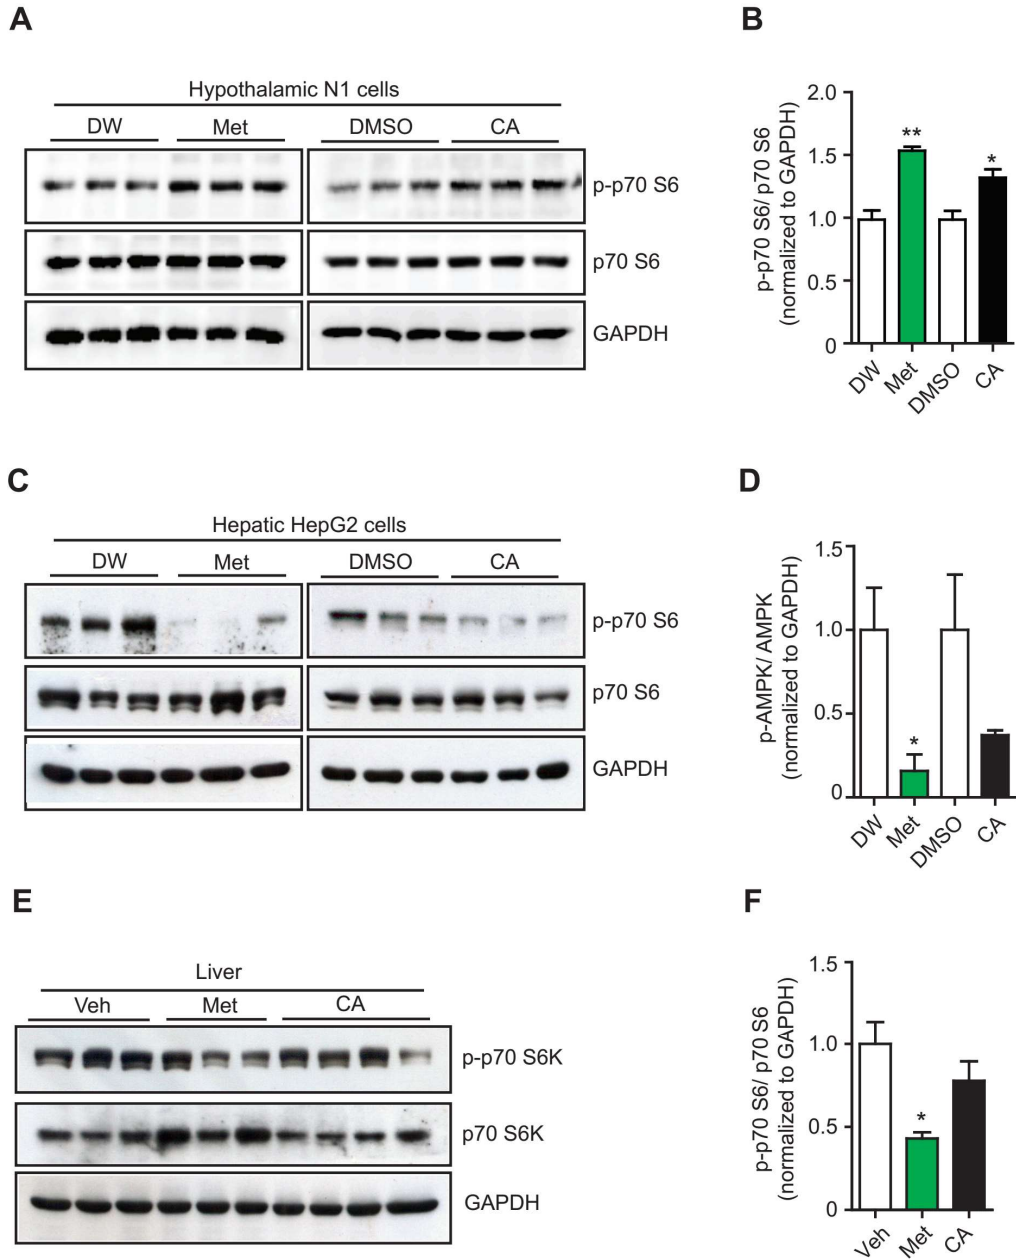 A
Hypothalamic N1 cells
DW Met DMSO CA
p-p70 S6
p70 S6
GAPDH
B
p-p70 S6/ p70 S6
(normalized to GAPDH)
2.0
1.5
1.0
0.5
0
** *
DW Met DMSO CA
C
Hepatic HepG2 cells
DW Met DMSO CA
p-p70 S6
p70 S6
GAPDH
D
p-AMPK/ AMPK
(normalized to GAPDH)
1.5
1.0
0.5
0
*
DW Met DMSO CA
E
Liver
Veh Met CA
p-p70 S6K
p70 S6K
GAPDH
F
p-p70 S6/ p70 S6
(normalized to GAPDH)
1.5
1.0
0.5
0
*
Veh Met CA